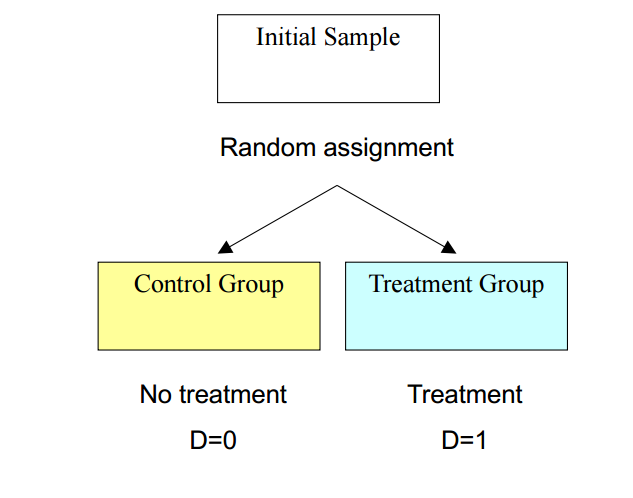 Initial Sample
Random assignment
Control Group
Treatment Group
No treatment
Treatment
D=0
D=1